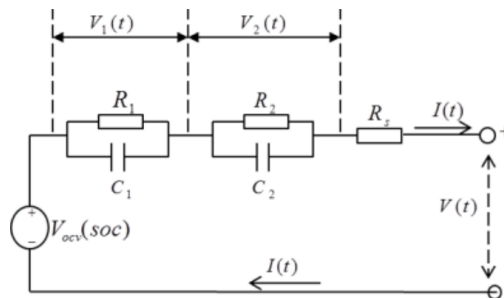 V₁(t) V₂(t)
R₁ R₂ Rₛ I(t)
+
C₁ C₂
V(t)
+
Vₒcᵥ(soc)
−
I(t)